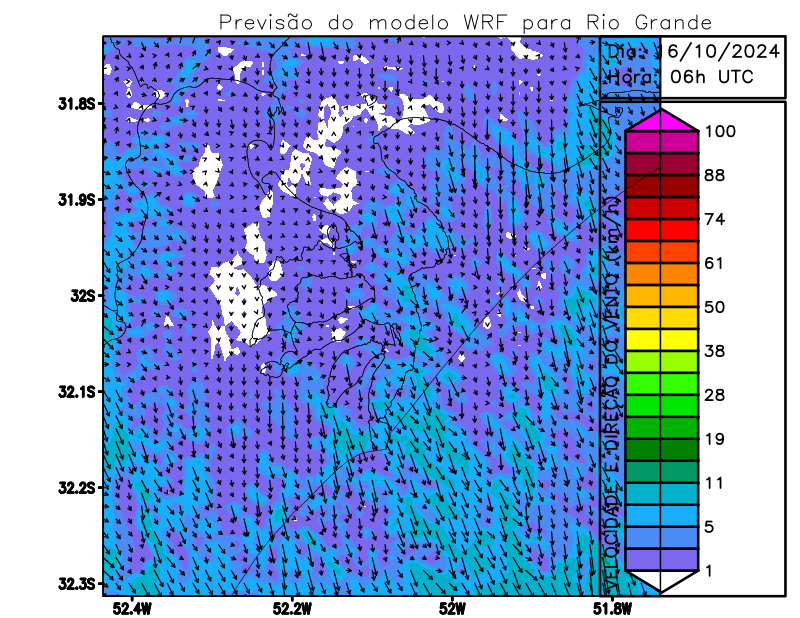 Previsão do modelo WRF para Rio Grande
Dia: 16/10/2024
Hora: 06h UTC
31.8S
31.9S
32S
32.1S
32.2S
32.3S
52.4W
52.2W
52W
51.8W
VELOCIDADE E DIREÇÃO DO VENTO (km/h)
100
88
74
61
50
38
28
19
11
5
1